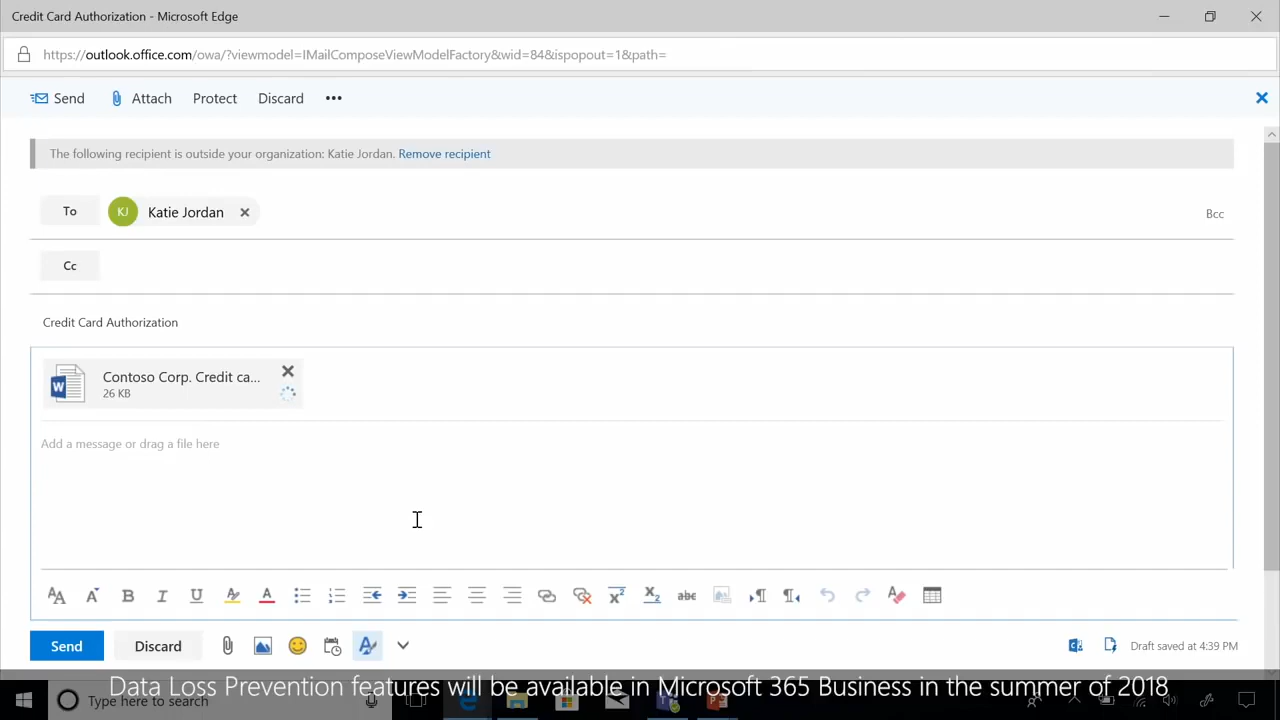 Credit Card Authorization - Microsoft Edge
https://outlook.office.com/owa/?viewmodel=IMailComposeViewModelFactory&wid=84&ispopout=1&path=
Send Attach Protect Discard •••
The following recipient is outside your organization: Katie Jordan. Remove recipient
To KJ Katie Jordan Bcc
Cc
Credit Card Authorization
W Contoso Corp. Credit ca...
26 KB
Add a message or drag a file here
Send Discard Draft saved at 4:39 PM
Data Loss Prevention features will be available in Microsoft 365 Business in the summer of 2018
Type here to search